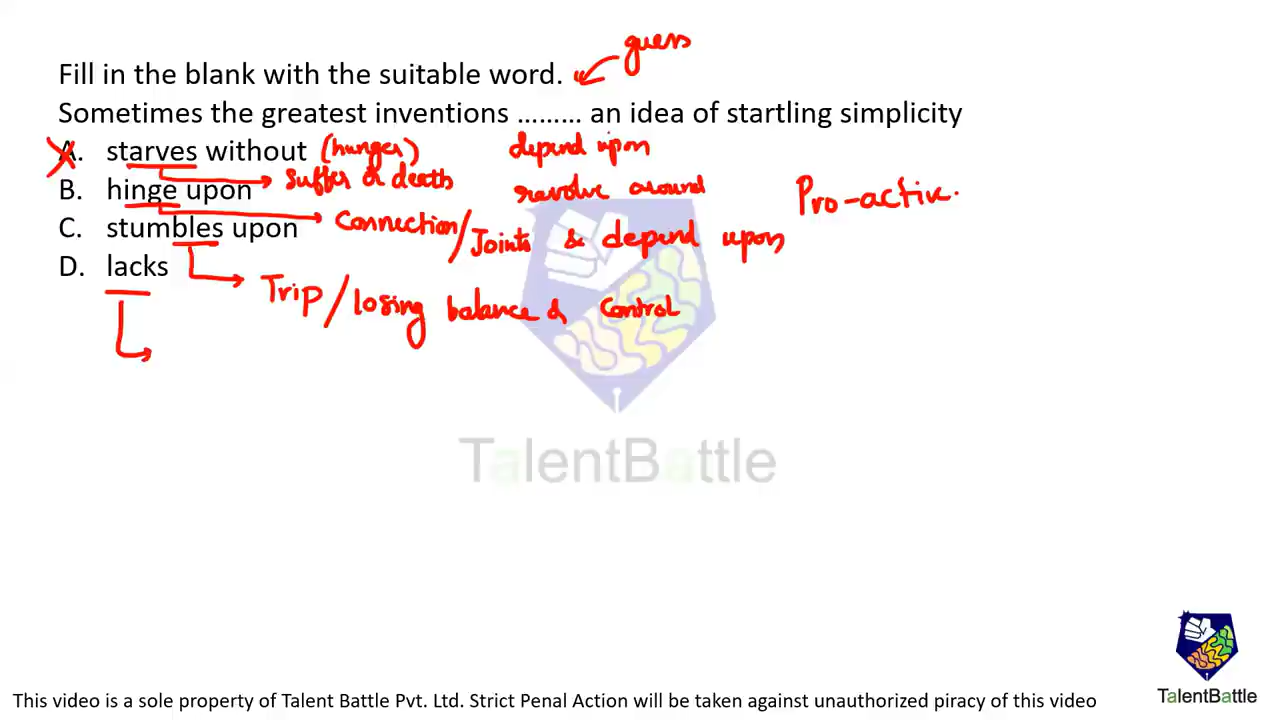 guess
Fill in the blank with the suitable word.
Sometimes the greatest inventions ......... an idea of startling simplicity
A. starves without (hunger) depend upon
suffer & death
B. hinge upon revolve around
Pro-active.
Connection/Joints & depend upon
C. stumbles upon
D. lacks
Trip/losing balance & control
TalentBattle
TalentBattle
This video is a sole property of Talent Battle Pvt. Ltd. Strict Penal Action will be taken against unauthorized piracy of this video